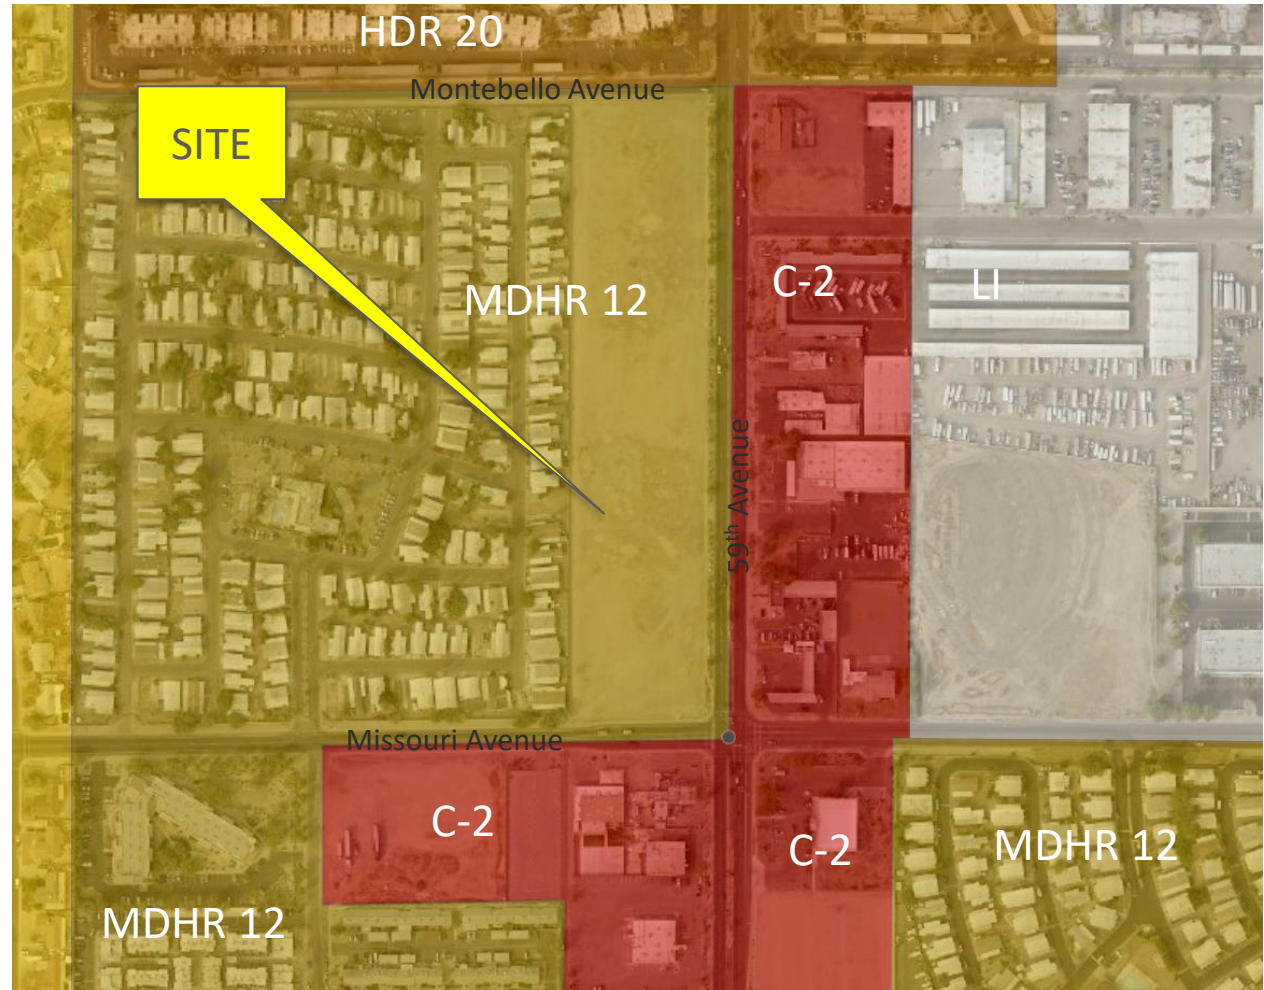 HDR 20
Montebello Avenue
SITE
C-2
LI
MDHR 12
59th Avenue
Missouri Avenue
C-2
C-2
MDHR 12
MDHR 12